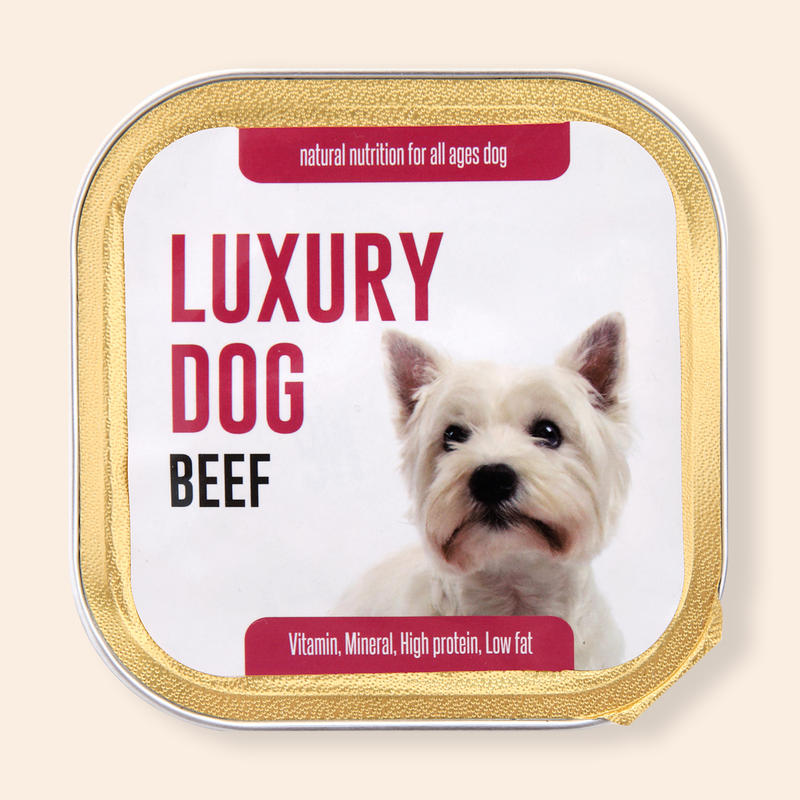 natural nutrition for all ages dog
LUXURY
DOG
BEEF
Vitamin, Mineral, High protein, Low fat